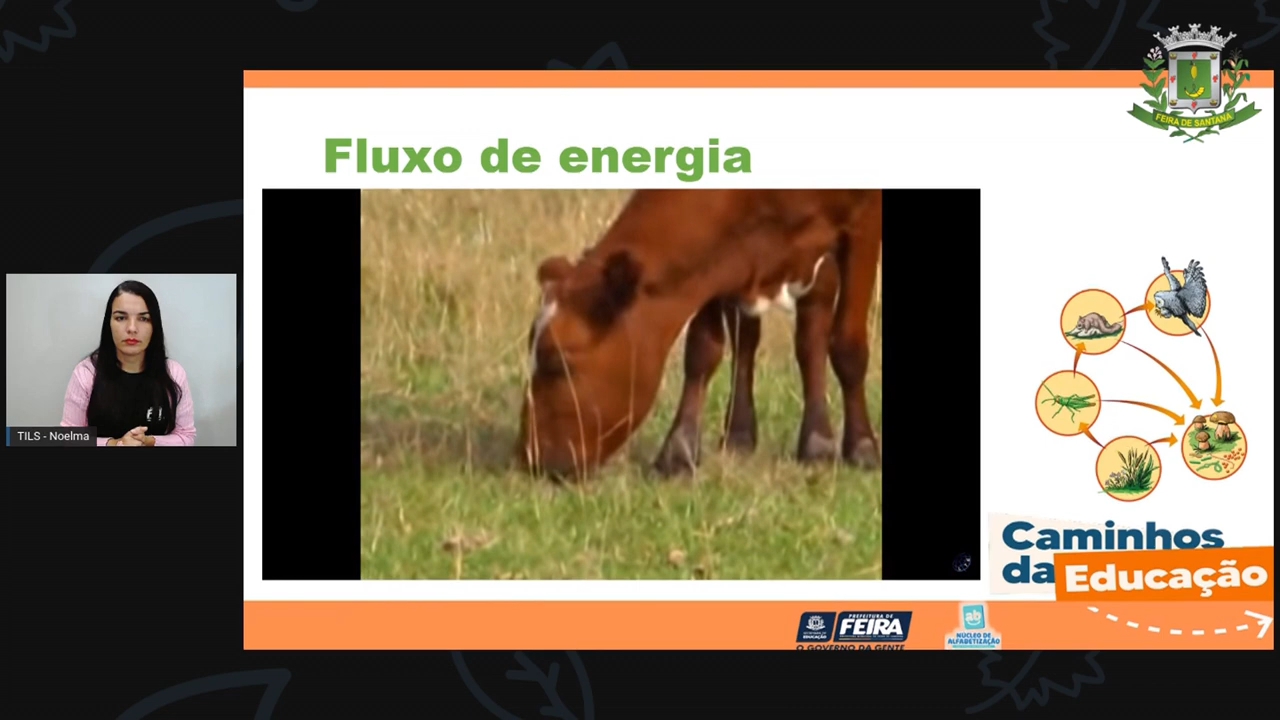 FEIRA DE SANTANA
Fluxo de energia
TILS - Noelma
Caminhos
da Educação
PREFEITURA DE
FEIRA
EDUCAÇÃO
O GOVERNO DA GENTE
ab
NÚCLEO DE
ALFABETIZAÇÃO